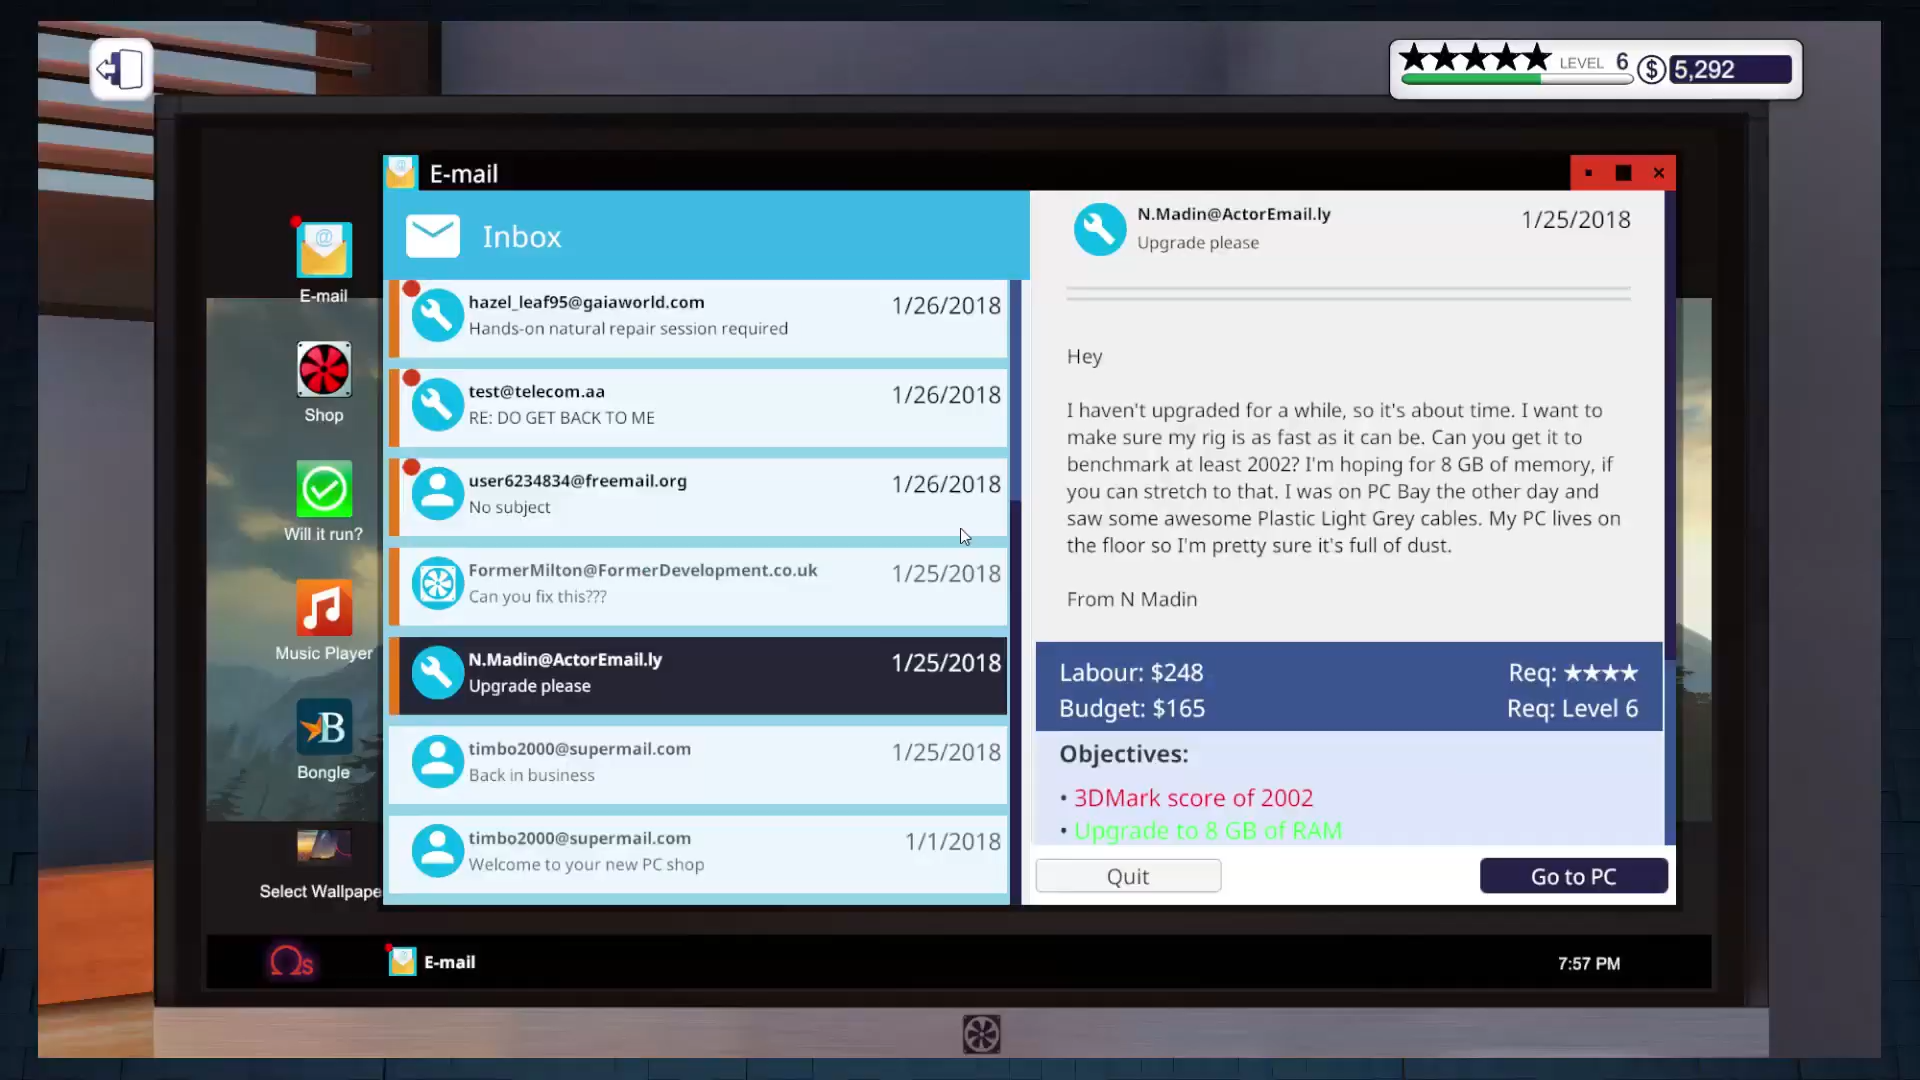 LEVEL 6 $ 5,292
E-mail
Inbox
hazel_leaf95@gaiaworld.com 1/26/2018
Hands-on natural repair session required
test@telecom.aa 1/26/2018
RE: DO GET BACK TO ME
user6234834@freemail.org 1/26/2018
No subject
FormerMilton@FormerDevelopment.co.uk 1/25/2018
Can you fix this???
N.Madin@ActorEmail.ly 1/25/2018
Upgrade please
timbo2000@supermail.com 1/25/2018
Back in business
timbo2000@supermail.com 1/1/2018
Welcome to your new PC shop
N.Madin@ActorEmail.ly 1/25/2018
Upgrade please
Hey
I haven't upgraded for a while, so it's about time. I want to
make sure my rig is as fast as it can be. Can you get it to
benchmark at least 2002? I'm hoping for 8 GB of memory, if
you can stretch to that. I was on PC Bay the other day and
saw some awesome Plastic Light Grey cables. My PC lives on
the floor so I'm pretty sure it's full of dust.
From N Madin
Labour: $248 Req: ★★★★
Budget: $165 Req: Level 6
Objectives:
• 3DMark score of 2002
• Upgrade to 8 GB of RAM
Quit Go to PC
E-mail
Shop
Will it run?
Music Player
B
Bongle
Select Wallpape
Ωs E-mail 7:57 PM